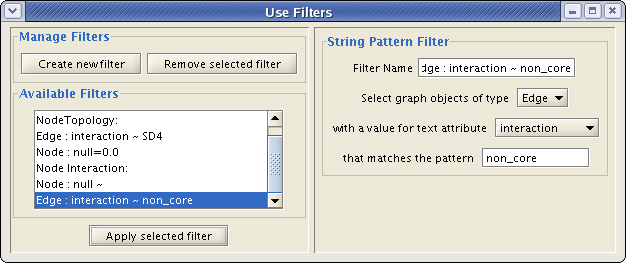 Use Filters
Manage Filters
Create new filter
Remove selected filter
Available Filters
NodeTopology:
Edge : interaction ~ SD4
Node : null=0.0
Node Interaction:
Node : null ~
Edge : interaction ~ non_core
Apply selected filter
String Pattern Filter
Filter Name dge : interaction ~ non_core
Select graph objects of type Edge
with a value for text attribute interaction
that matches the pattern non_core